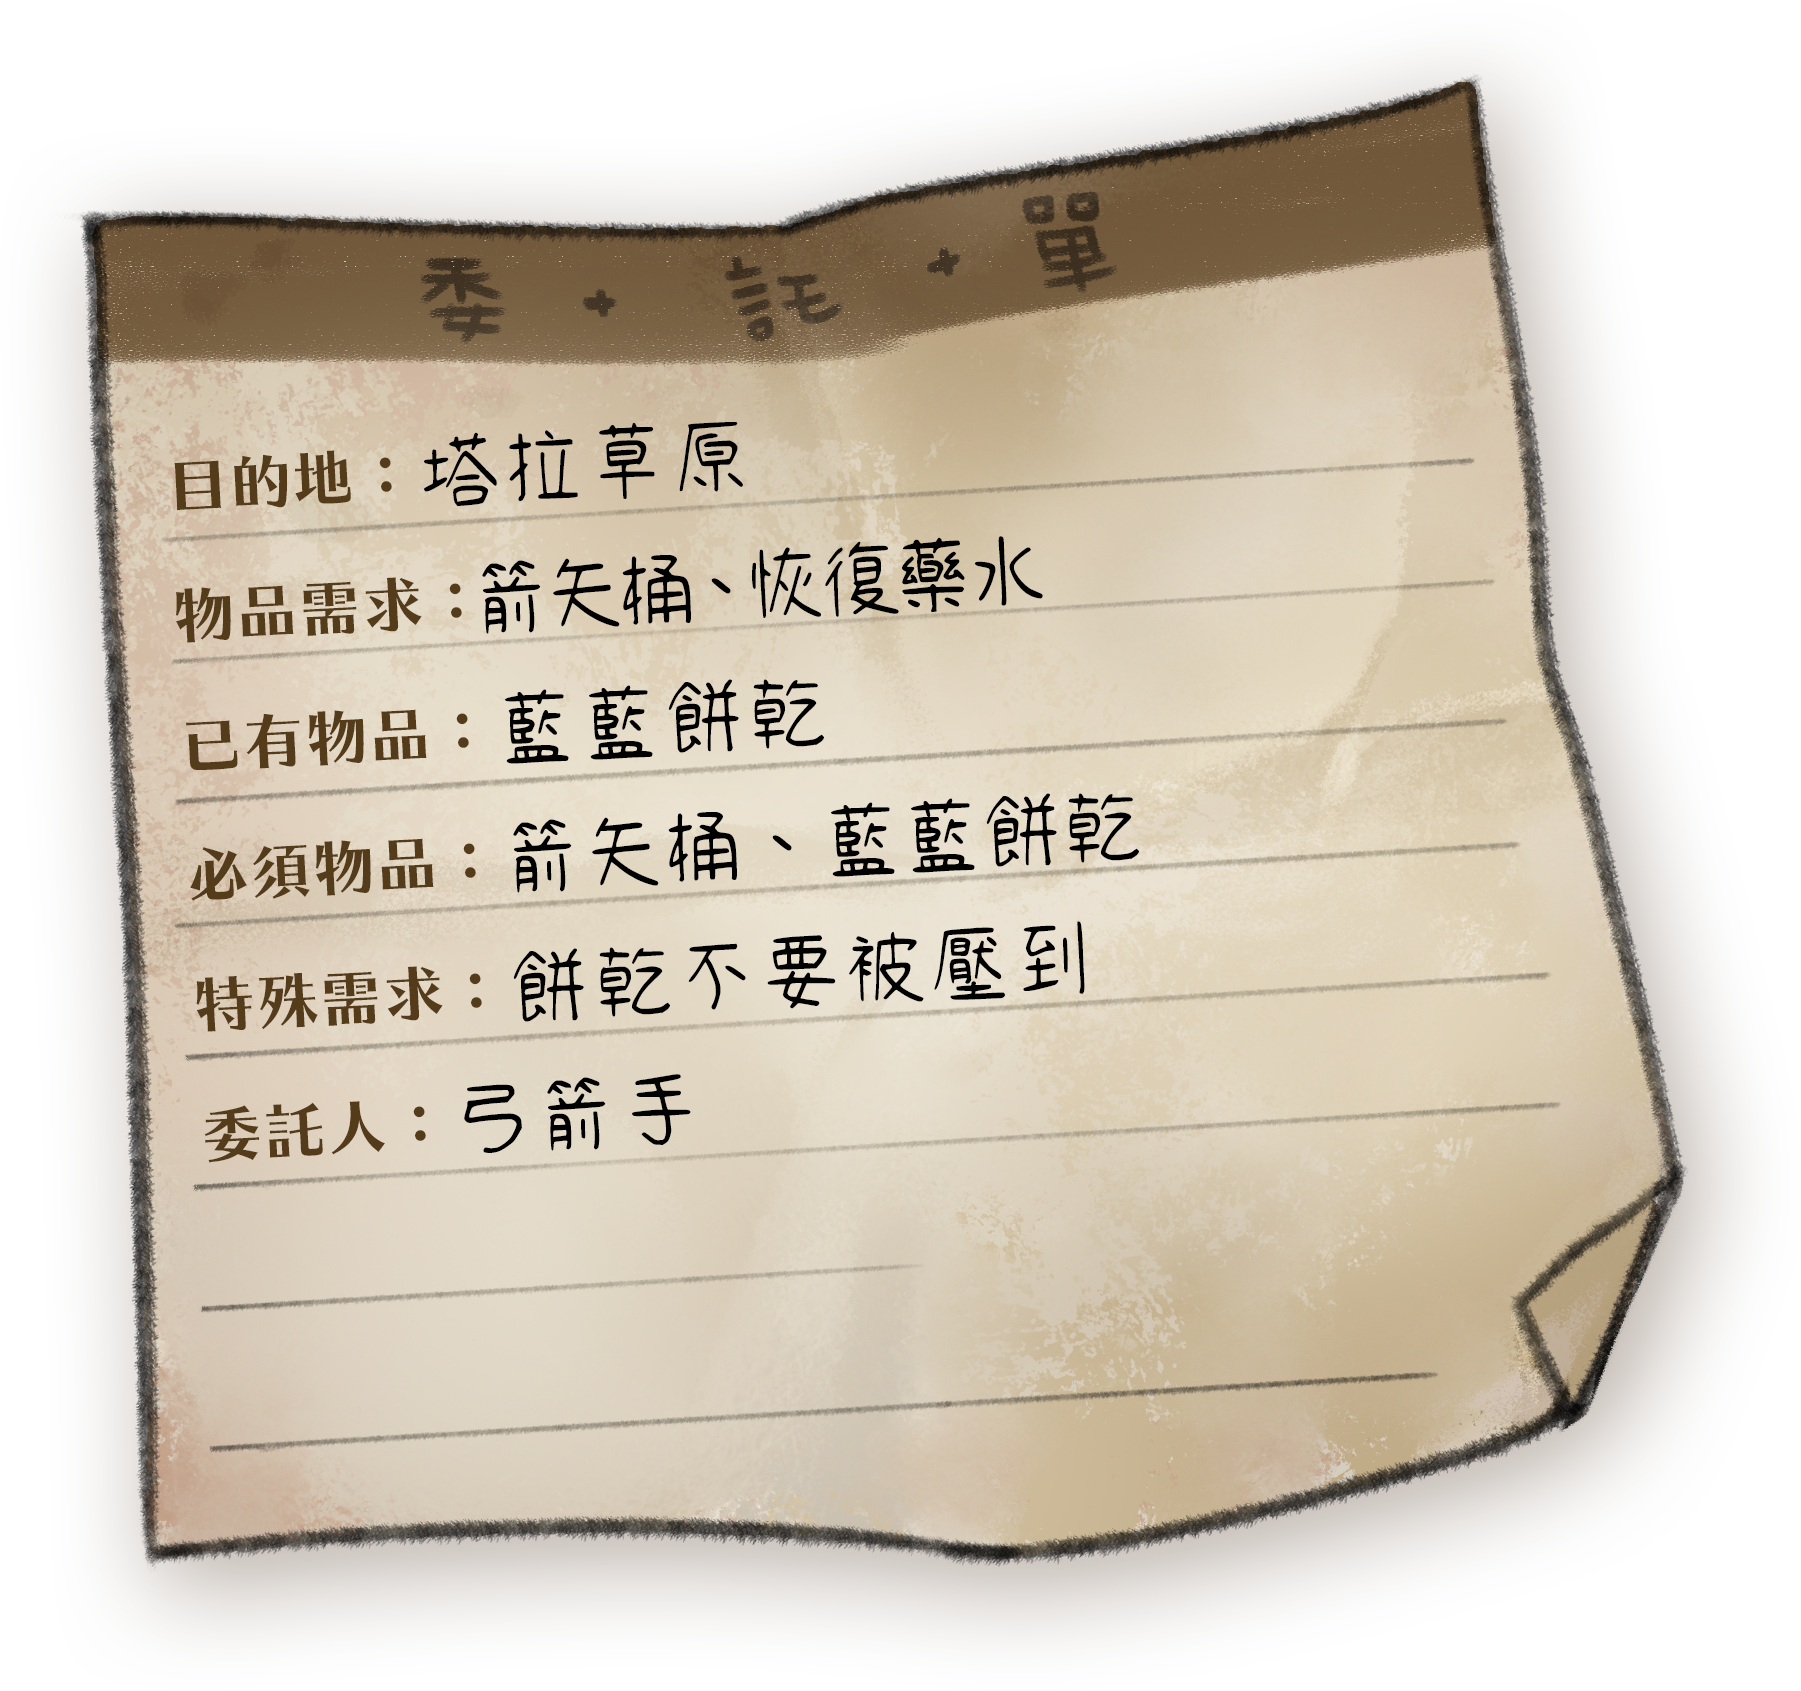 委+託+單
目的地：塔拉草原
物品需求：箭矢桶、恢復藥水
已有物品：藍藍餅乾
必須物品：箭矢桶、藍藍餅乾
特殊需求：餅乾不要被壓到
委託人：弓箭手